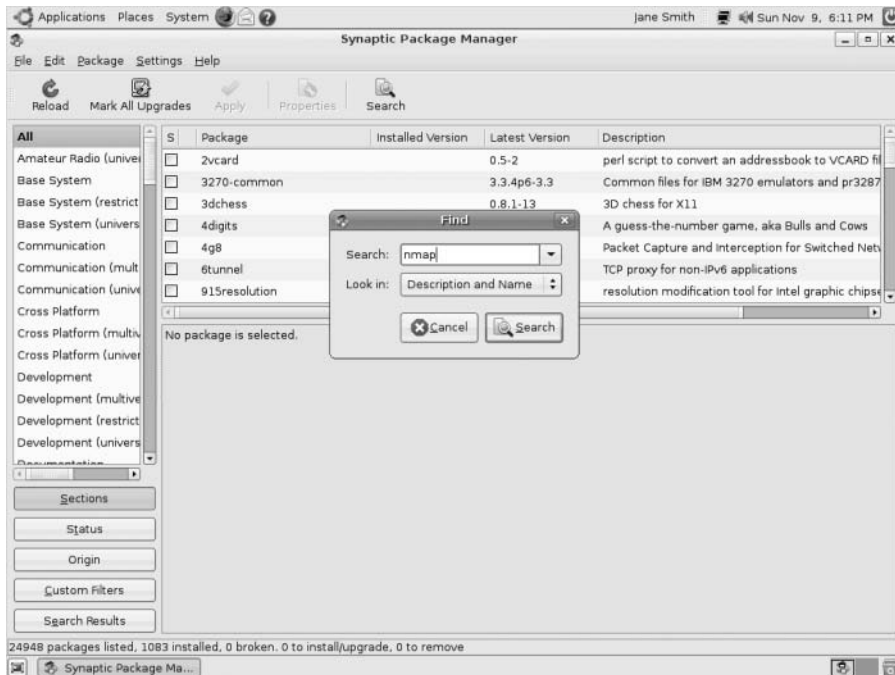 Applications Places System Jane Smith Sun Nov 9, 6:11 PM
Synaptic Package Manager
File Edit Package Settings Help
Reload Mark All Upgrades Apply Properties Search
All
Amateur Radio (univer
Base System
Base System (restrict
Base System (univers
Communication
Communication (mult
Communication (unive
Cross Platform
Cross Platform (multiv
Cross Platform (univer
Development
Development (multive
Development (restrict
Development (univers
Documentation
Sections
Status
Origin
Custom Filters
Search Results
S Package Installed Version Latest Version Description
2vcard 0.5-2 perl script to convert an addressbook to VCARD fil
3270-common 3.3.4p6-3.3 Common files for IBM 3270 emulators and pr3287
3dchess 0.8.1-13 3D chess for X11
4digits A guess-the-number game, aka Bulls and Cows
4g8 Packet Capture and Interception for Switched Netw
6tunnel TCP proxy for non-IPv6 applications
915resolution resolution modification tool for Intel graphic chipse
No package is selected.
Find
Search: nmap
Look in: Description and Name
Cancel Search
24948 packages listed, 1083 installed, 0 broken. 0 to install/upgrade, 0 to remove
Synaptic Package Ma...